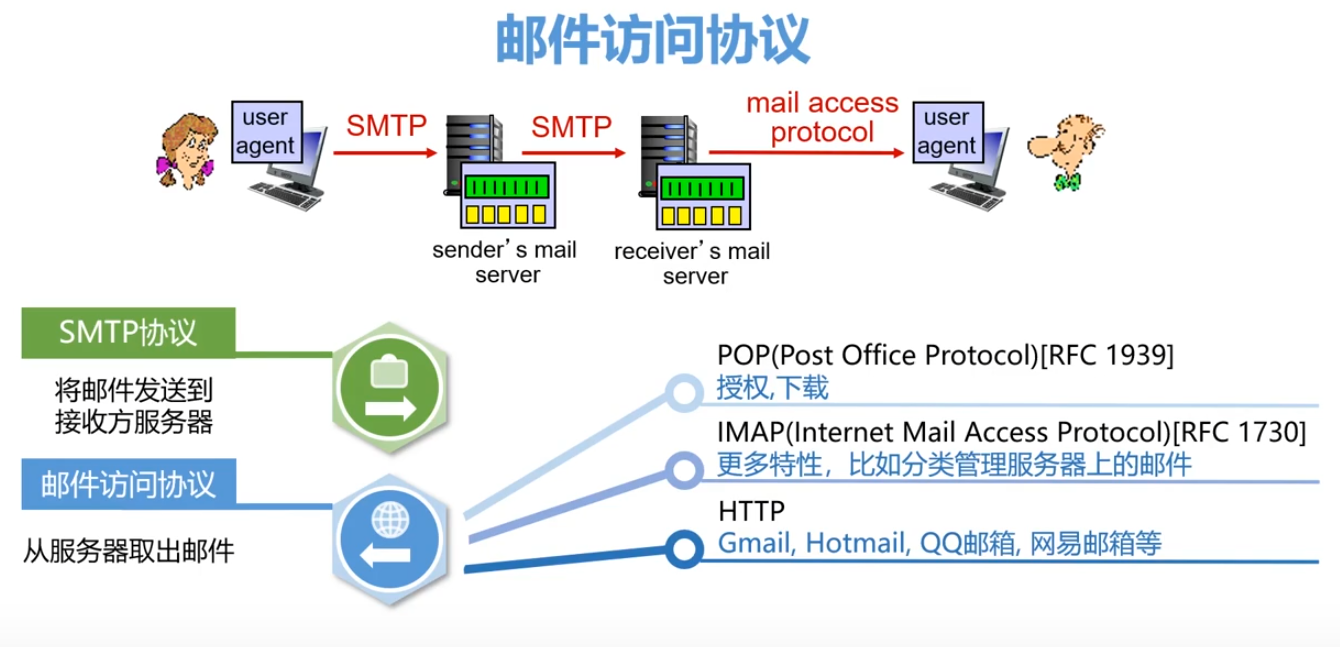 邮件访问协议
user
agent
SMTP
SMTP
mail access
protocol
user
agent
sender's mail
server
receiver's mail
server
SMTP协议
将邮件发送到
接收方服务器
邮件访问协议
从服务器取出邮件
POP(Post Office Protocol)[RFC 1939]
授权,下载
IMAP(Internet Mail Access Protocol)[RFC 1730]
更多特性，比如分类管理服务器上的邮件
HTTP
Gmail, Hotmail, QQ邮箱, 网易邮箱等